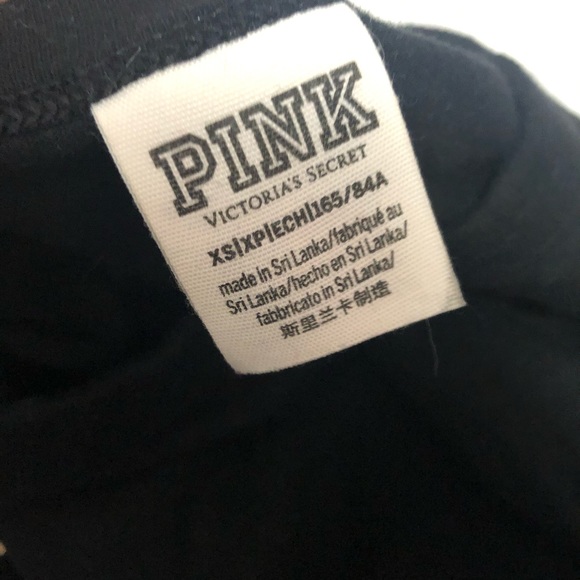 PINK
VICTORIA'S SECRET
XS|XP|ECH|165/84A
made in Sri Lanka/fabriqué au
Sri Lanka/hecho en Sri Lanka/
fabbricato in Sri Lanka/
斯里兰卡制造